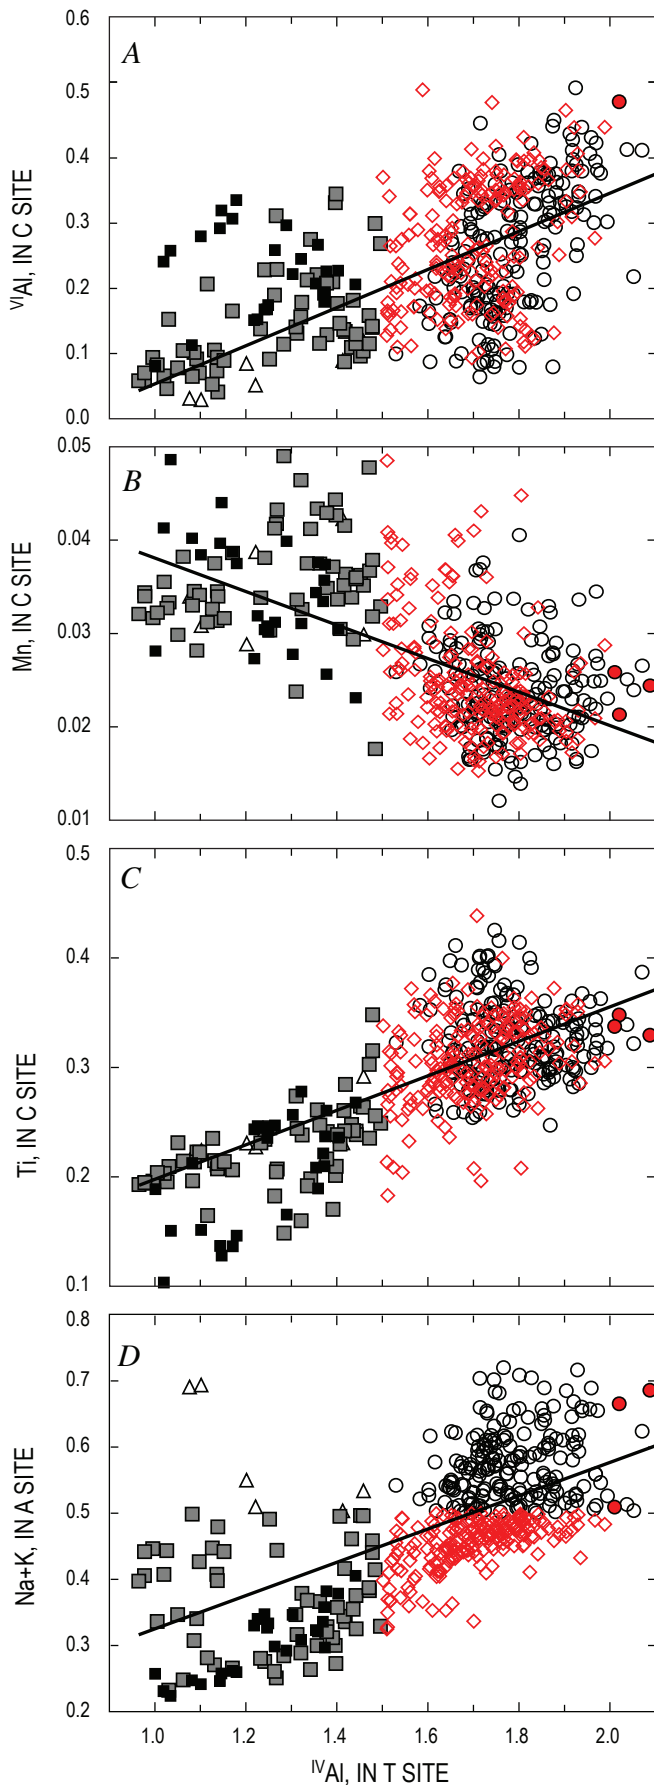 A
0.6
0.5
0.4
0.3
0.2
0.1
0.0
VIAl, IN C SITE
B
0.05
0.04
0.03
0.02
0.01
Mn, IN C SITE
C
0.5
0.4
0.3
0.2
0.1
Ti, IN C SITE
D
0.8
0.7
0.6
0.5
0.4
0.3
0.2
Na+K, IN A SITE
1.0 1.2 1.4 1.6 1.8 2.0
IVAl, IN T SITE